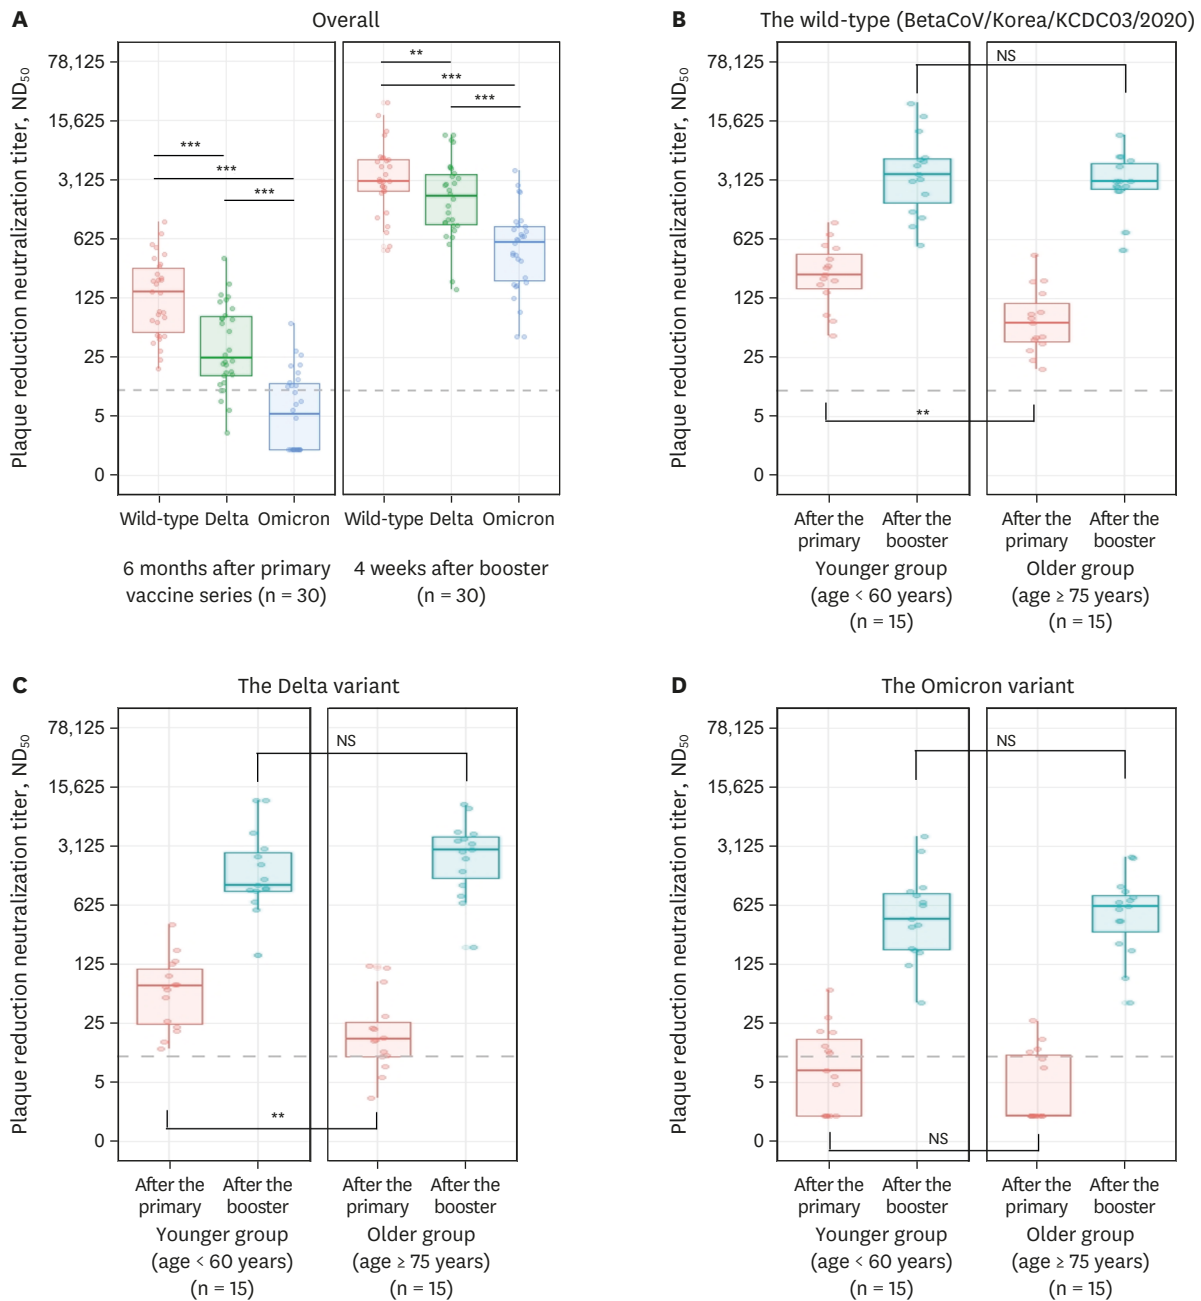 A
Overall
Plaque reduction neutralization titer, ND50
78,125
15,625
3,125
625
125
25
5
0
***
***
***
**
***
***
Wild-type Delta Omicron
Wild-type Delta Omicron
6 months after primary
vaccine series (n = 30)
4 weeks after booster
(n = 30)
B
The wild-type (BetaCoV/Korea/KCDC03/2020)
Plaque reduction neutralization titer, ND50
78,125
15,625
3,125
625
125
25
5
0
NS
**
After the
primary
After the
booster
After the
primary
After the
booster
Younger group
(age < 60 years)
(n = 15)
Older group
(age ≥ 75 years)
(n = 15)
C
The Delta variant
Plaque reduction neutralization titer, ND50
78,125
15,625
3,125
625
125
25
5
0
NS
**
After the
primary
After the
booster
After the
primary
After the
booster
Younger group
(age < 60 years)
(n = 15)
Older group
(age ≥ 75 years)
(n = 15)
D
The Omicron variant
Plaque reduction neutralization titer, ND50
78,125
15,625
3,125
625
125
25
5
0
NS
NS
After the
primary
After the
booster
After the
primary
After the
booster
Younger group
(age < 60 years)
(n = 15)
Older group
(age ≥ 75 years)
(n = 15)